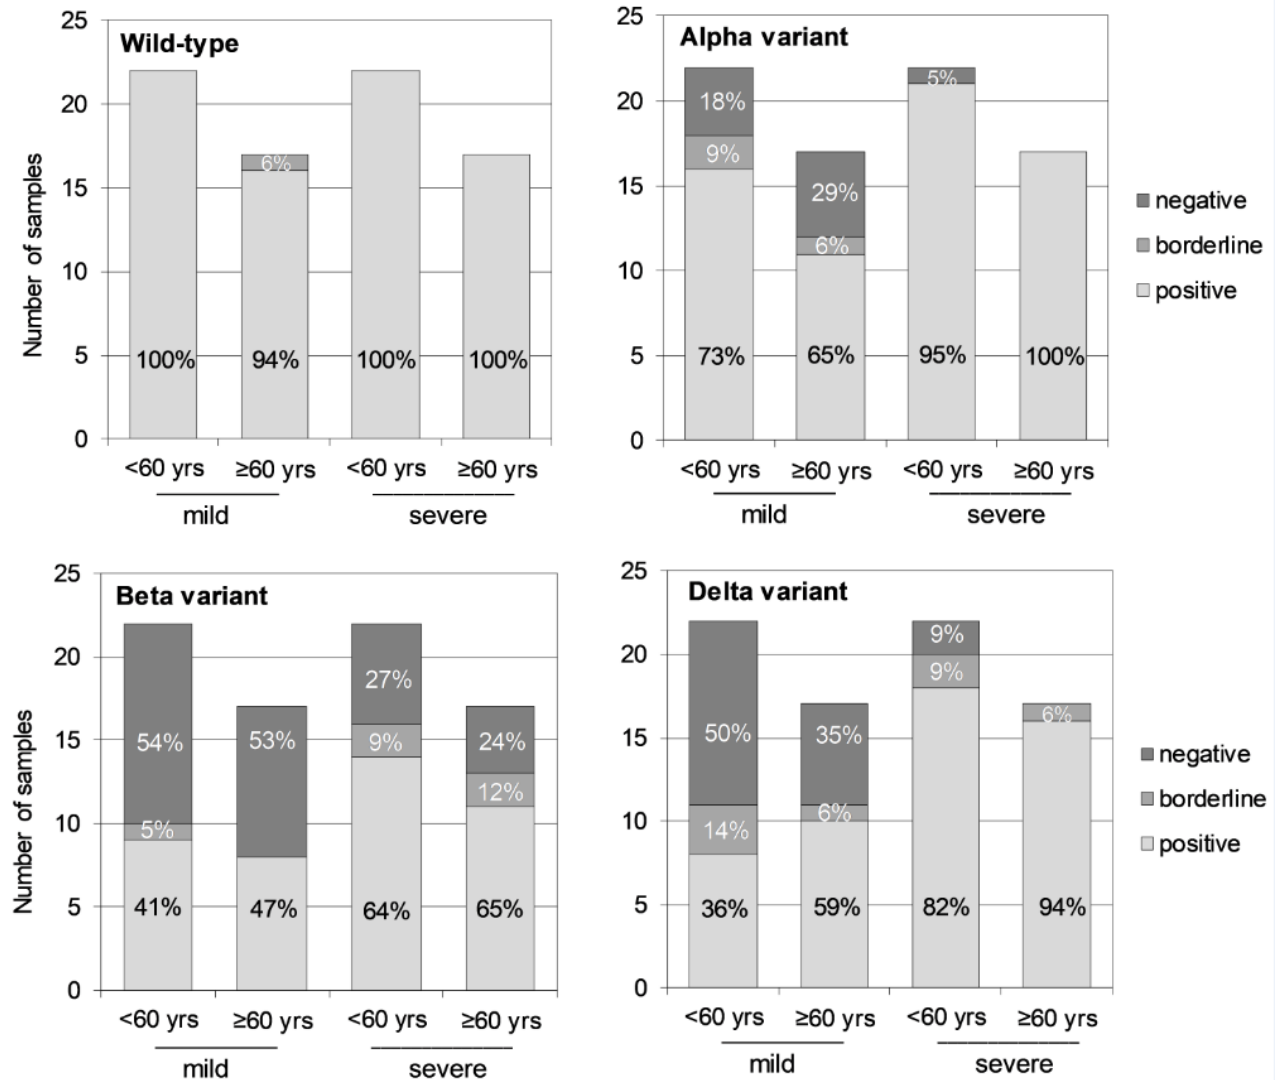 Wild-type
Number of samples
25
20
15
10
5
0
6%
100%
94%
100%
100%
<60 yrs
≥60 yrs
<60 yrs
≥60 yrs
mild
severe
Alpha variant
25
20
15
10
5
0
18%
9%
73%
29%
6%
65%
5%
95%
100%
<60 yrs
≥60 yrs
<60 yrs
≥60 yrs
mild
severe
negative
borderline
positive
Beta variant
Number of samples
25
20
15
10
5
0
54%
5%
41%
53%
47%
27%
9%
64%
24%
12%
65%
<60 yrs
≥60 yrs
<60 yrs
≥60 yrs
mild
severe
Delta variant
25
20
15
10
5
0
50%
14%
36%
35%
6%
59%
9%
9%
82%
6%
94%
<60 yrs
≥60 yrs
<60 yrs
≥60 yrs
mild
severe
negative
borderline
positive